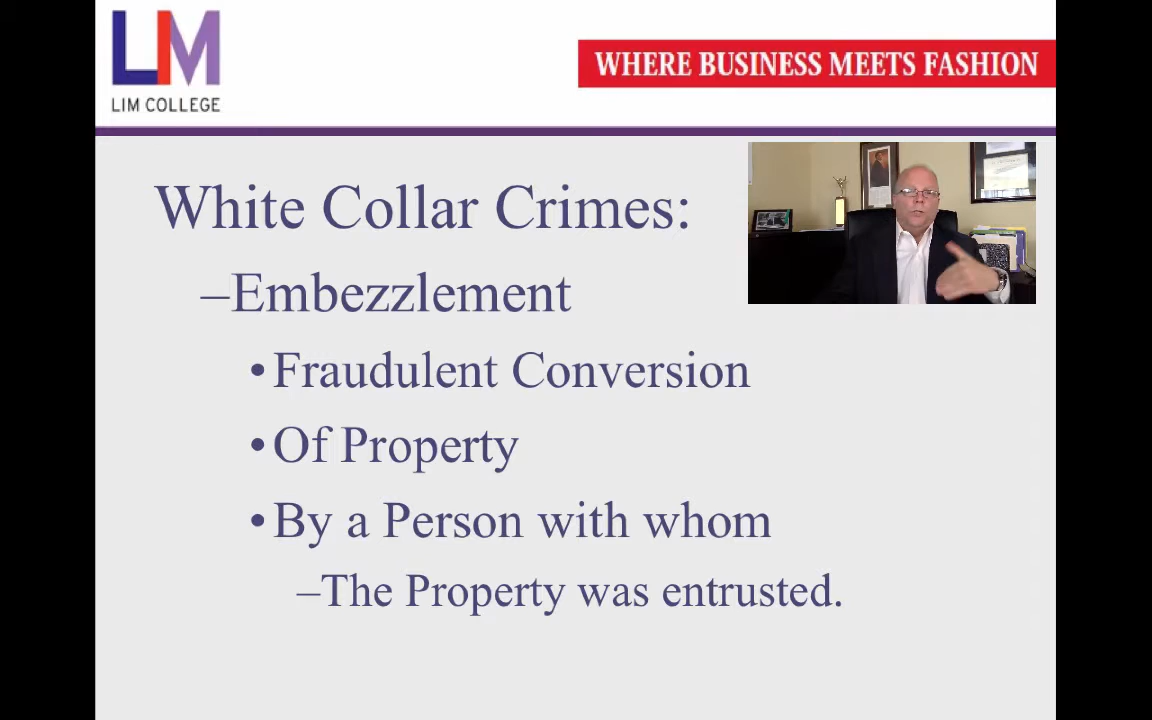 LIM
LIM COLLEGE
WHERE BUSINESS MEETS FASHION
White Collar Crimes:
–Embezzlement
•Fraudulent Conversion
•Of Property
•By a Person with whom
–The Property was entrusted.